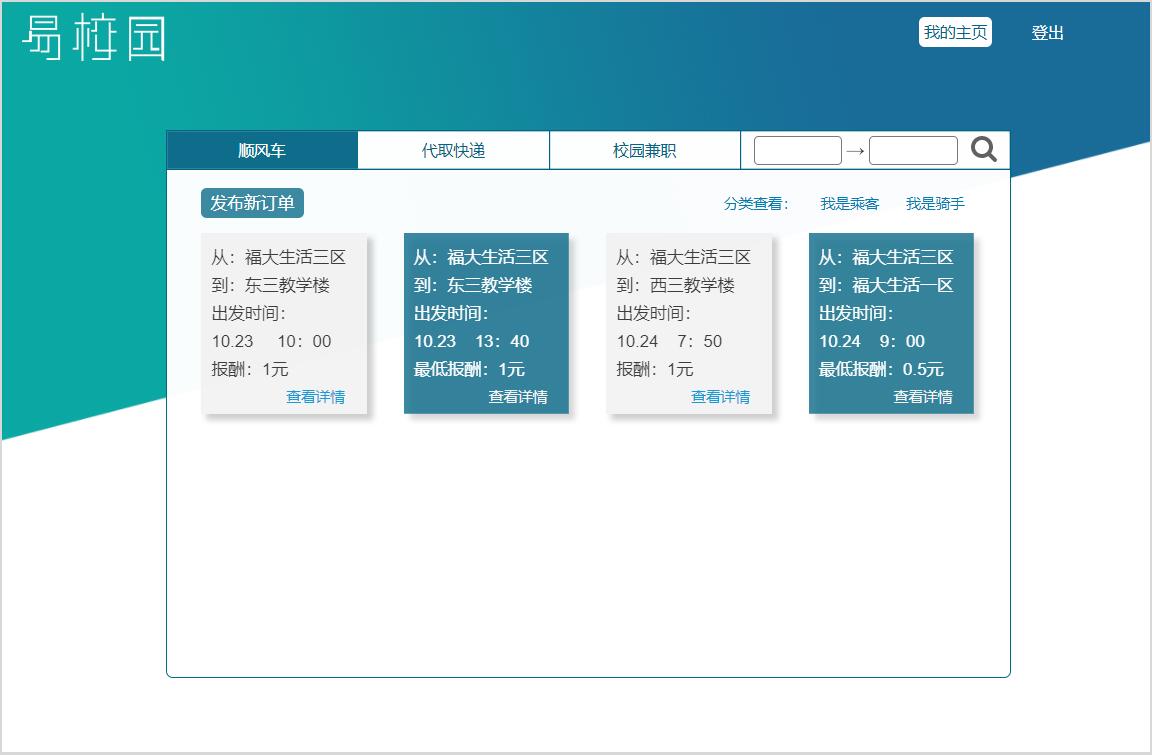 易校园
我的主页 登出
顺风车 代取快递 校园兼职 →
发布新订单 分类查看： 我是乘客 我是骑手
从：福大生活三区
到：东三教学楼
出发时间：
10.23 10：00
报酬：1元
查看详情
从：福大生活三区
到：东三教学楼
出发时间：
10.23 13：40
最低报酬：1元
查看详情
从：福大生活三区
到：西三教学楼
出发时间：
10.24 7：50
报酬：1元
查看详情
从：福大生活三区
到：福大生活一区
出发时间：
10.24 9：00
最低报酬：0.5元
查看详情